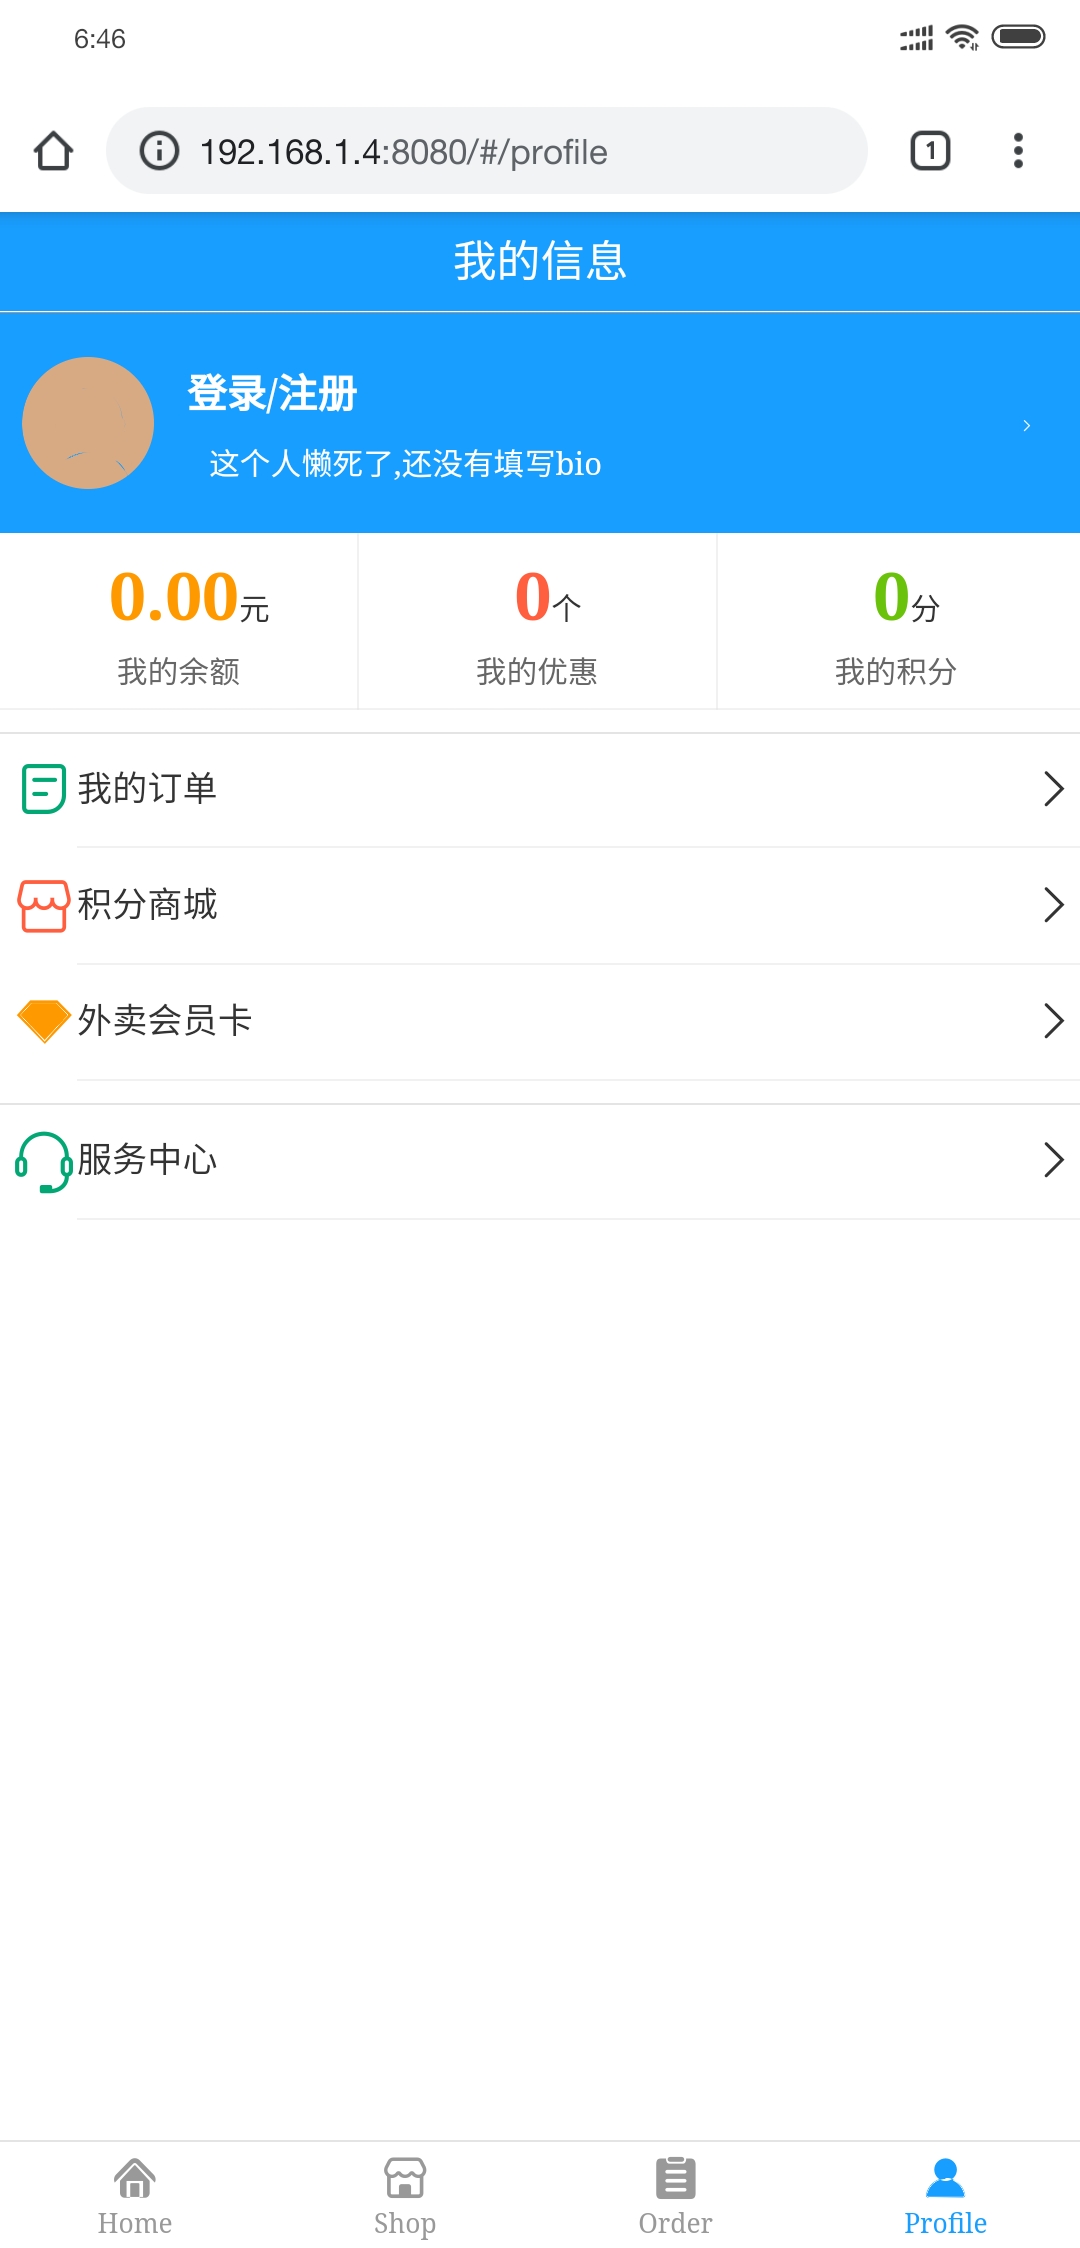 6:46
192.168.1.4:8080/#/profile
1
我的信息
登录/注册
这个人懒死了,还没有填写bio
0.00元
0个
0分
我的余额
我的优惠
我的积分
我的订单
积分商城
外卖会员卡
服务中心
Home
Shop
Order
Profile